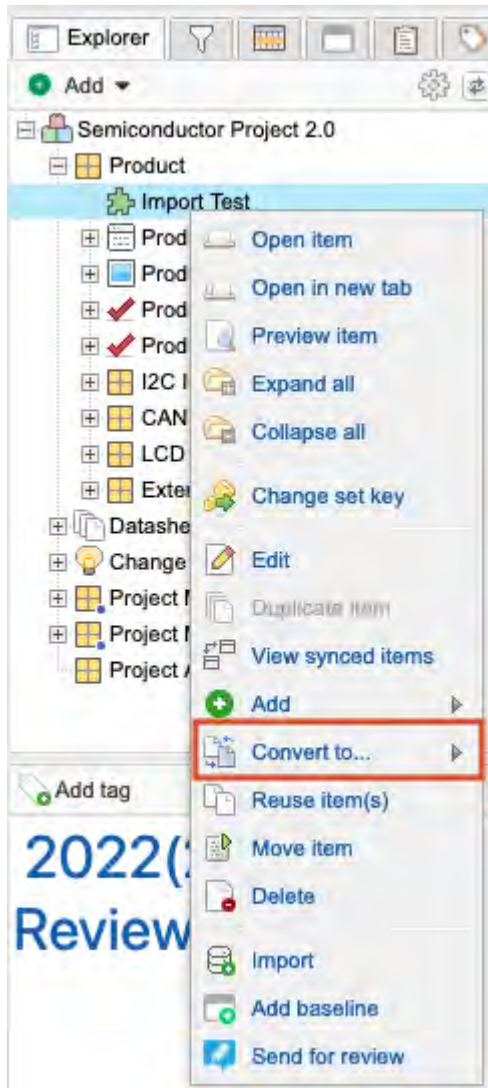 Explorer
Add
Semiconductor Project 2.0
Product
Import Test
Prod
Open item
Open in new tab
Prod
Preview item
Prod
Prod
Expand all
I2C I
CAN
Collapse all
LCD
Exter
Change set key
Datashe
Change
Edit
Project M
Duplicate item
Project M
View synced items
Project A
Add
Convert to...
Add tag
Reuse item(s)
2022(
Move item
Delete
Review
Import
Add baseline
Send for review